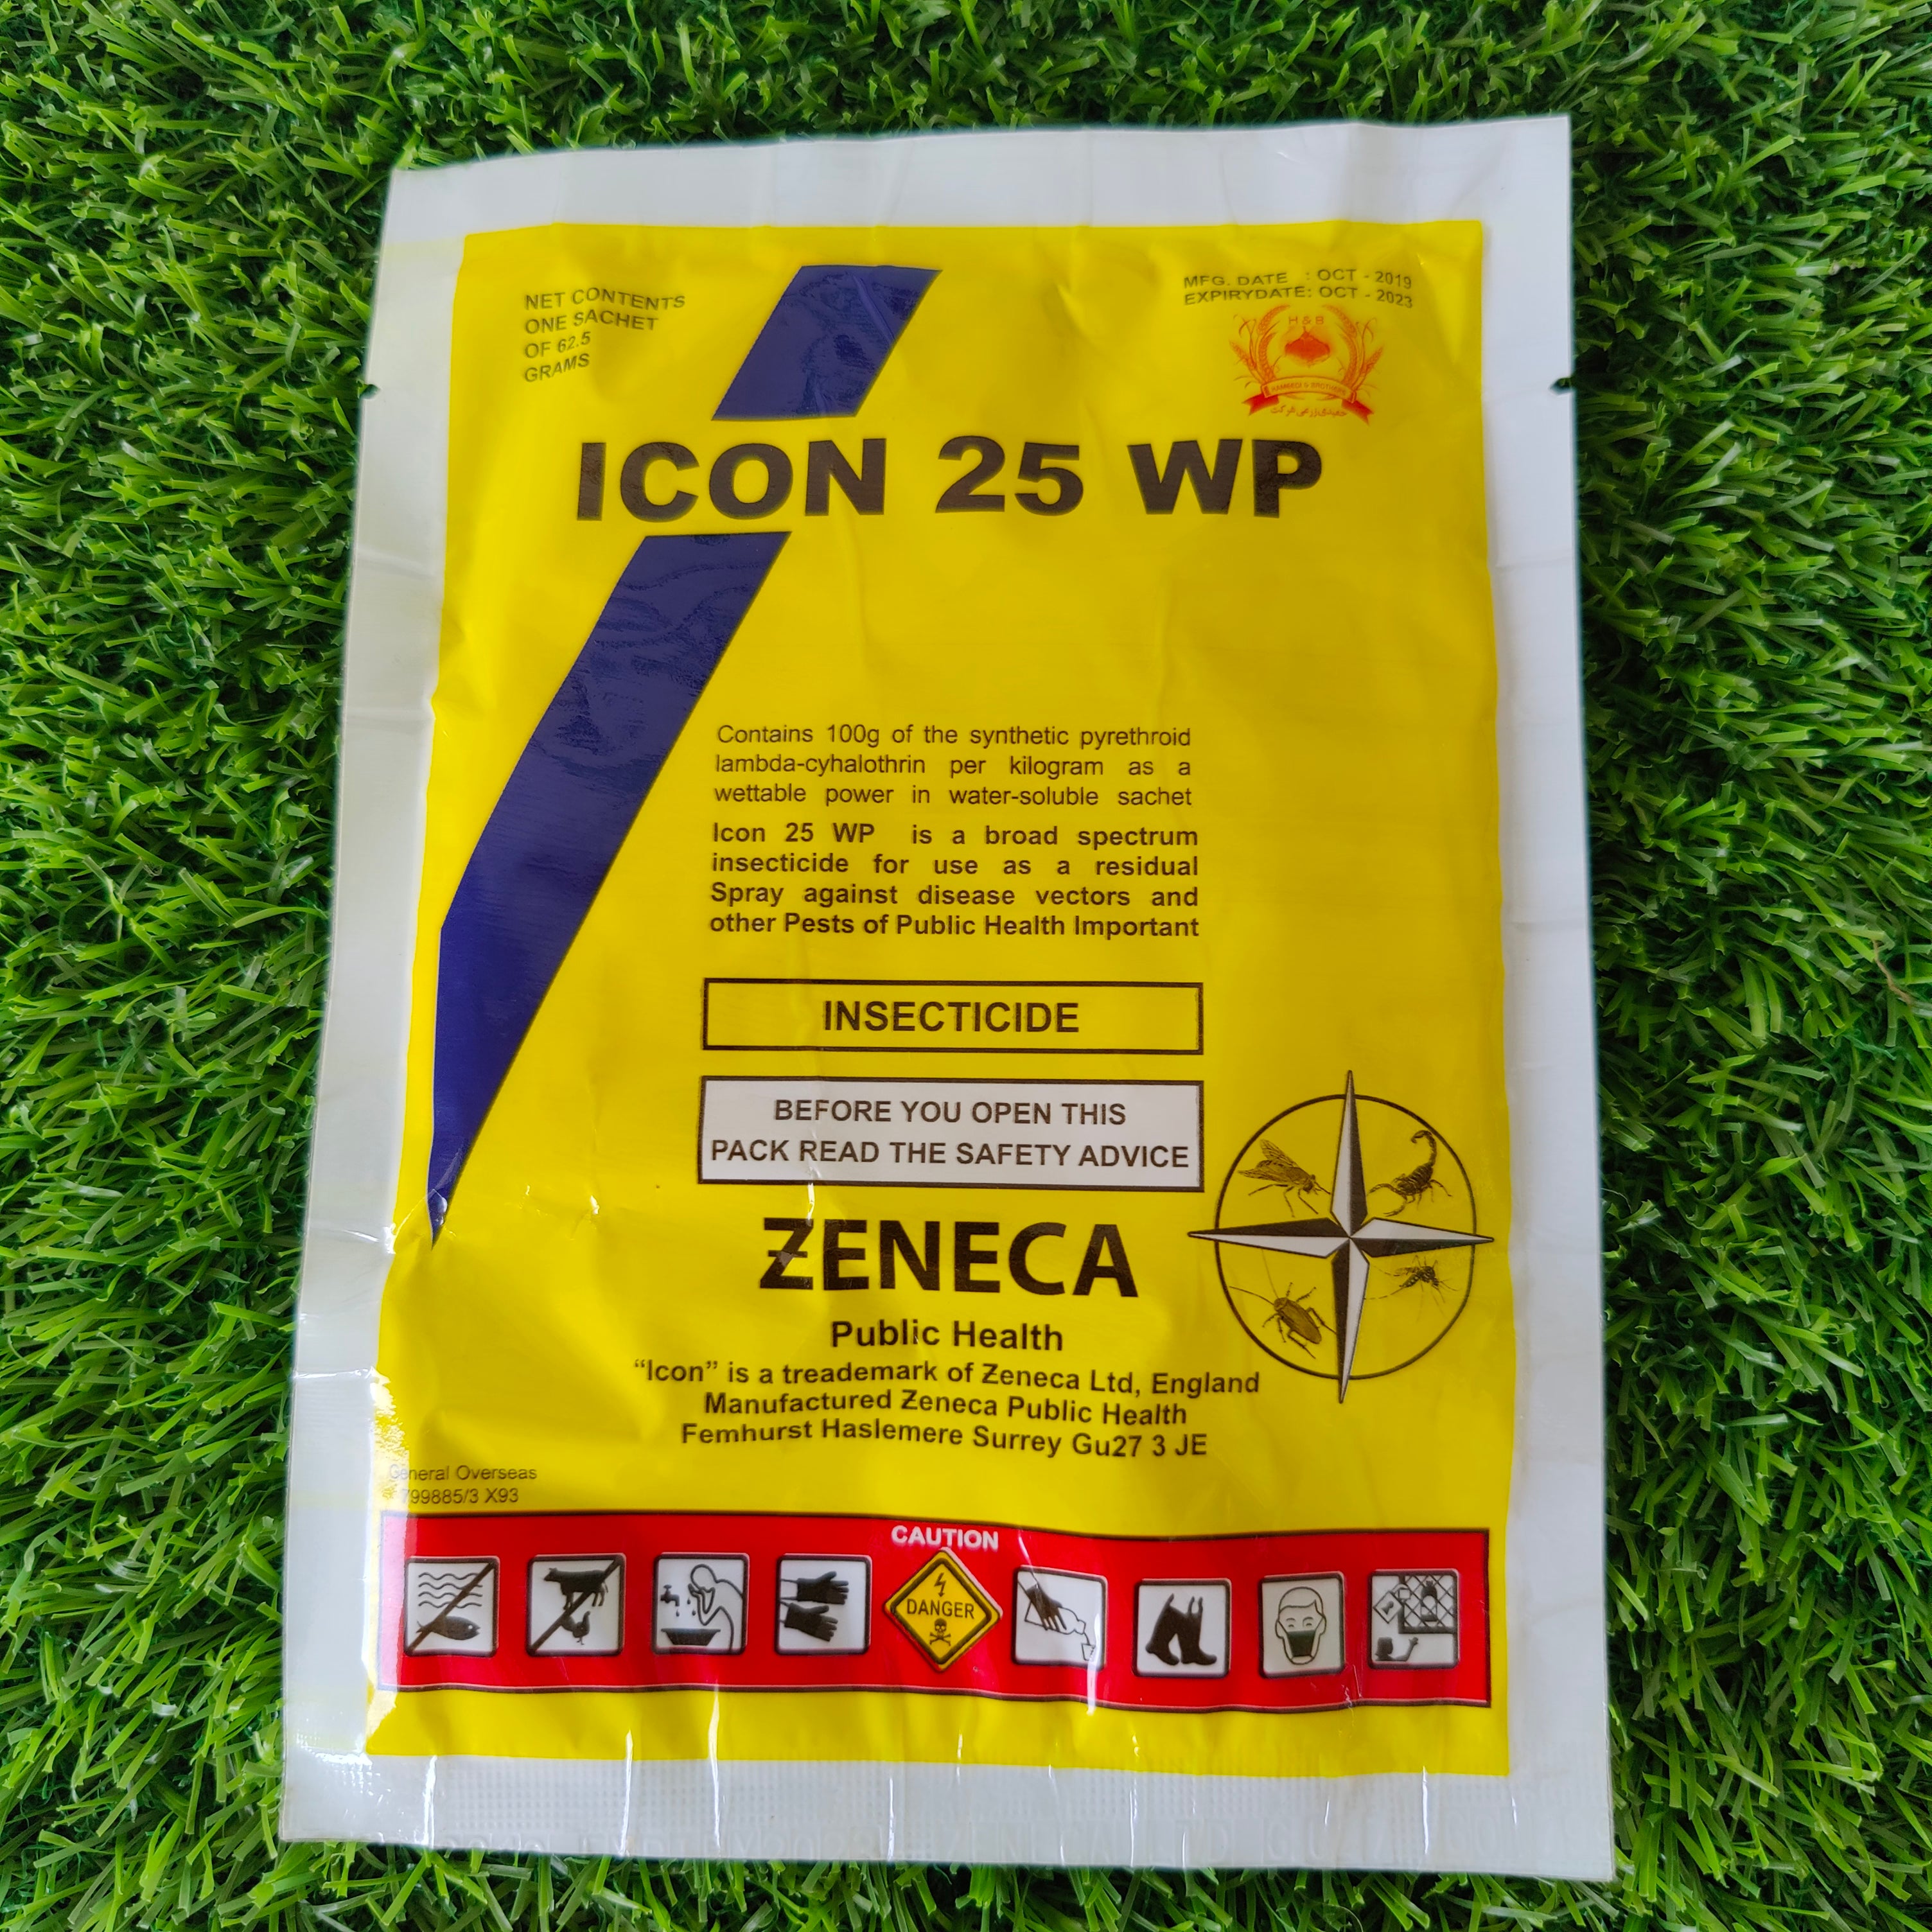 NET CONTENTS
ONE SACHET
OF 62.5
GRAMS
MFG. DATE : OCT - 2019
EXPIRYDATE: OCT - 2023
H & B
HAMMADI & BROTHERS
ICON 25 WP
Contains 100g of the synthetic pyrethroid
lambda-cyhalothrin per kilogram as a
wettable power in water-soluble sachet
Icon 25 WP is a broad spectrum
insecticide for use as a residual
Spray against disease vectors and
other Pests of Public Health Important
INSECTICIDE
BEFORE YOU OPEN THIS
PACK READ THE SAFETY ADVICE
ZENECA
Public Health
“Icon” is a treademark of Zeneca Ltd, England
Manufactured Zeneca Public Health
Femhurst Haslemere Surrey Gu27 3 JE
General Overseas
799885/3 X93
CAUTION
DANGER